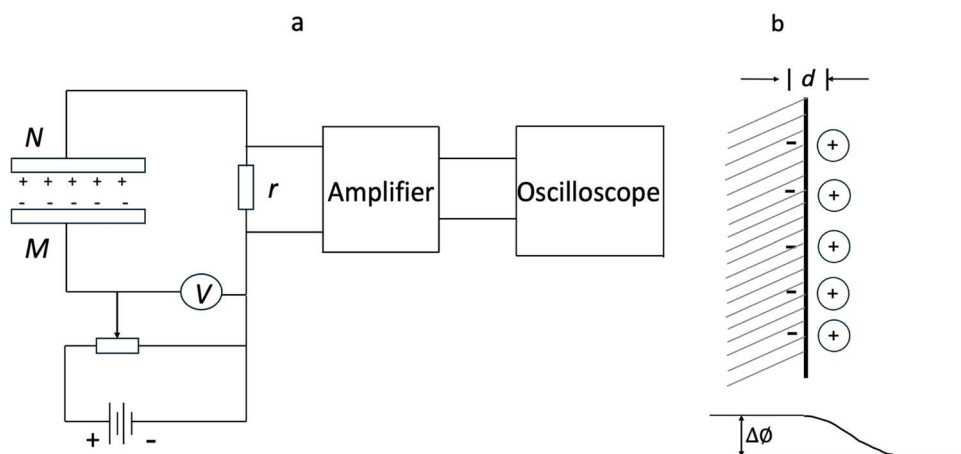 a
N
+ + + + +
- - - - -
M
r
Amplifier
Oscilloscope
V
+ -
b
d
- +
- +
- +
- +
- +
ΔØ